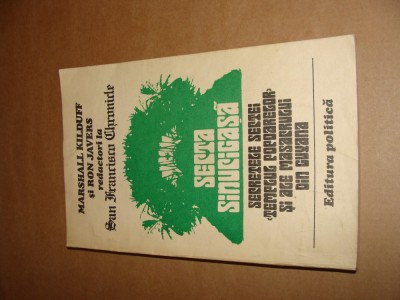 MARSHALL KILDUFF
și RON JAVERS
redactori la
San Francisco Chronicle
SECTA
SINUCIGAȘĂ
SECRETELE SECTEI
«TEMPLUL POPOARELOR»
ȘI ALE MASACRULUI
DIN GUYANA
Editura politică